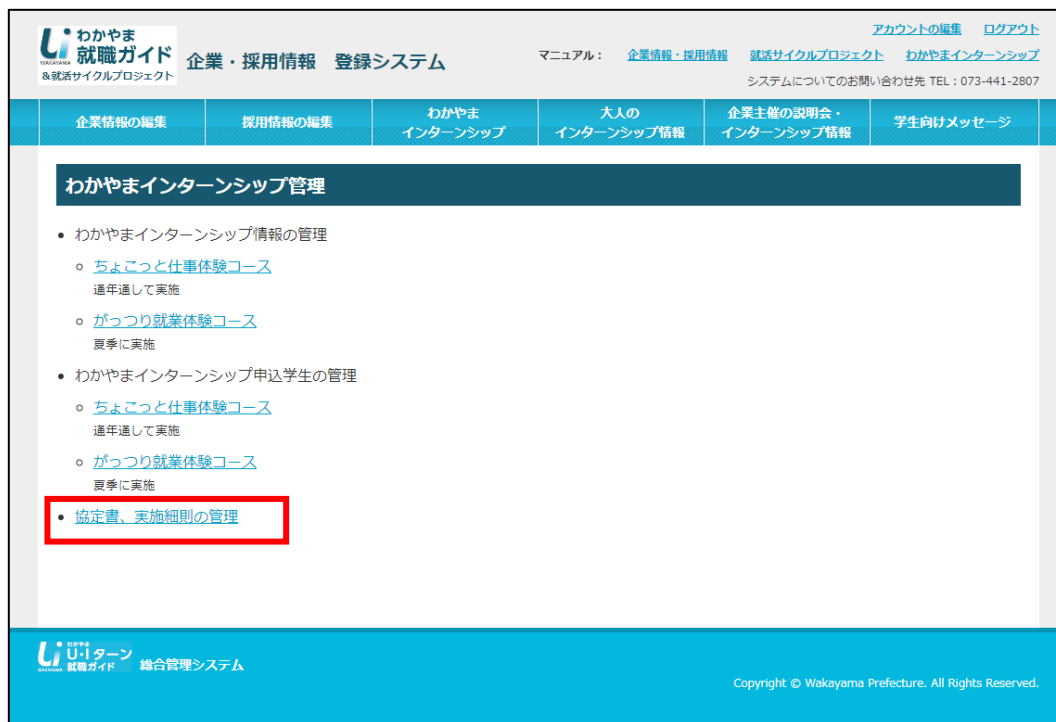 わかやま
就職ガイド
WAKAYAMA
&就活サイクルプロジェクト
企業・採用情報 登録システム
アカウントの編集 ログアウト
マニュアル： 企業情報・採用情報 就活サイクルプロジェクト わかやまインターンシップ
システムについてのお問い合わせ先 TEL：073-441-2807
企業情報の編集
採用情報の編集
わかやま
インターンシップ
大人の
インターンシップ情報
企業主催の説明会・
インターンシップ情報
学生向けメッセージ
わかやまインターンシップ管理
わかやまインターンシップ情報の管理
ちょこっと仕事体験コース
通年通して実施
がっつり就業体験コース
夏季に実施
わかやまインターンシップ申込学生の管理
ちょこっと仕事体験コース
通年通して実施
がっつり就業体験コース
夏季に実施
協定書、実施細則の管理
わかやま
U・Iターン
就職ガイド
WAKAYAMA
総合管理システム
Copyright © Wakayama Prefecture. All Rights Reserved.